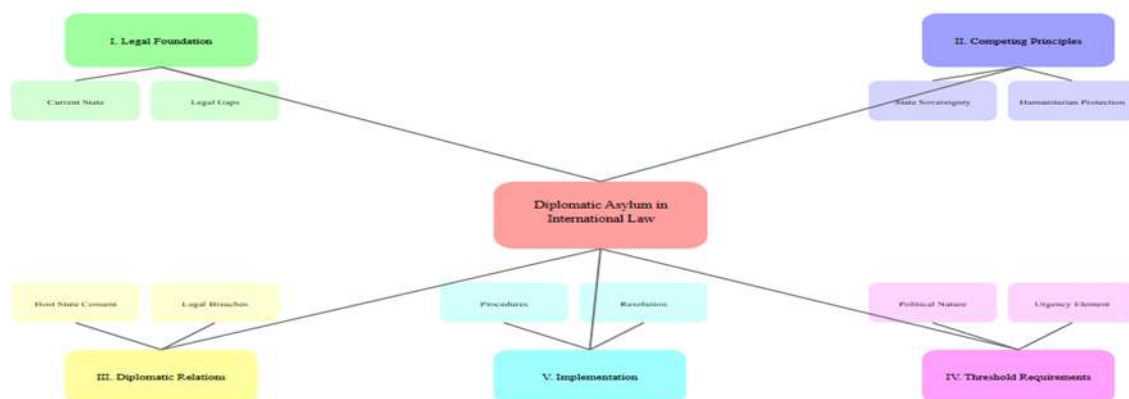 I. Legal Foundation
II. Competing Principles
Current State
Legal Gaps
State Sovereignty
Humanitarian Protection
Diplomatic Asylum in
International Law
Host State Consent
Legal Breaches
Procedures
Resolution
Political Nature
Urgency Element
III. Diplomatic Relations
V. Implementation
IV. Threshold Requirements